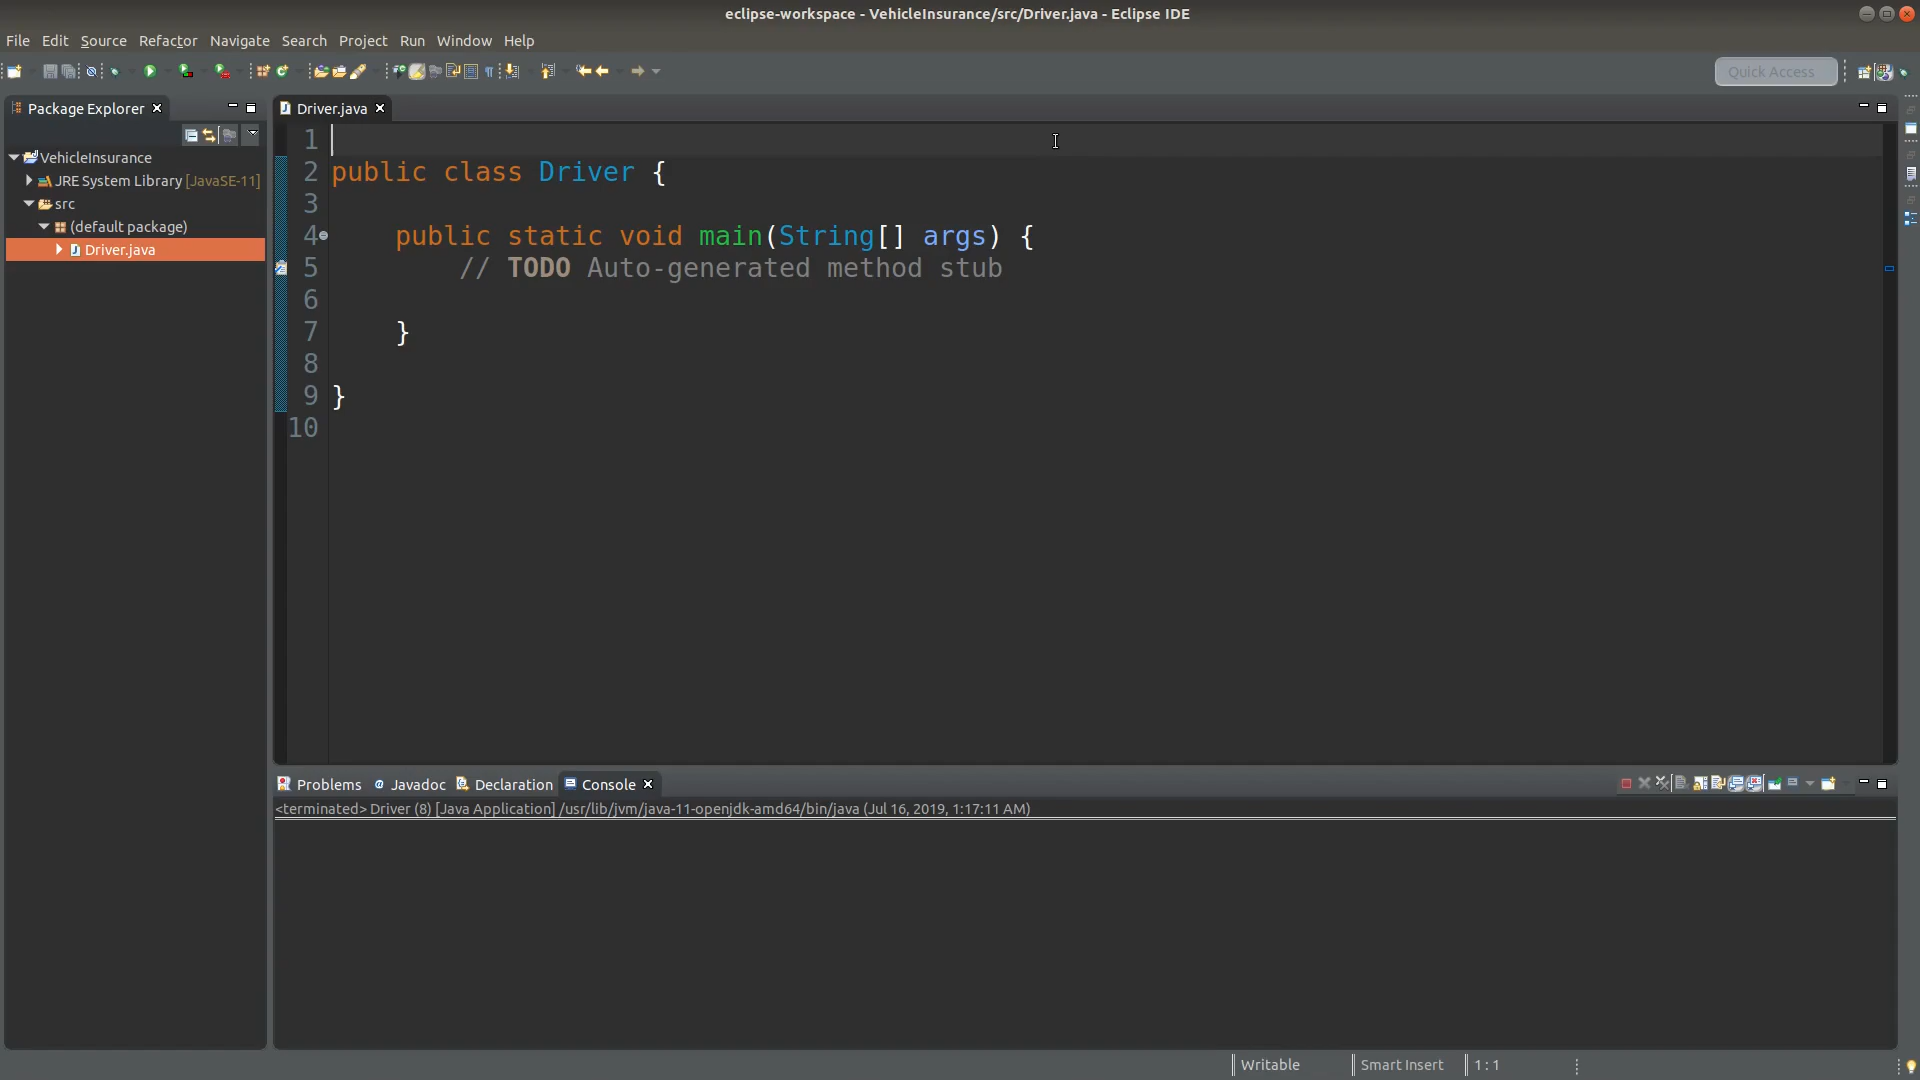 eclipse-workspace - VehicleInsurance/src/Driver.java - Eclipse IDE
File Edit Source Refactor Navigate Search Project Run Window Help
Quick Access
Package Explorer
Driver.java
VehicleInsurance
JRE System Library [JavaSE-11]
src
(default package)
Driver.java
1
2 public class Driver {
3
4 public static void main(String[] args) {
5 // TODO Auto-generated method stub
6
7 }
8
9 }
10
Problems @ Javadoc Declaration Console
<terminated> Driver (8) [Java Application] /usr/lib/jvm/java-11-openjdk-amd64/bin/java (Jul 16, 2019, 1:17:11 AM)
Writable Smart Insert 1 : 1